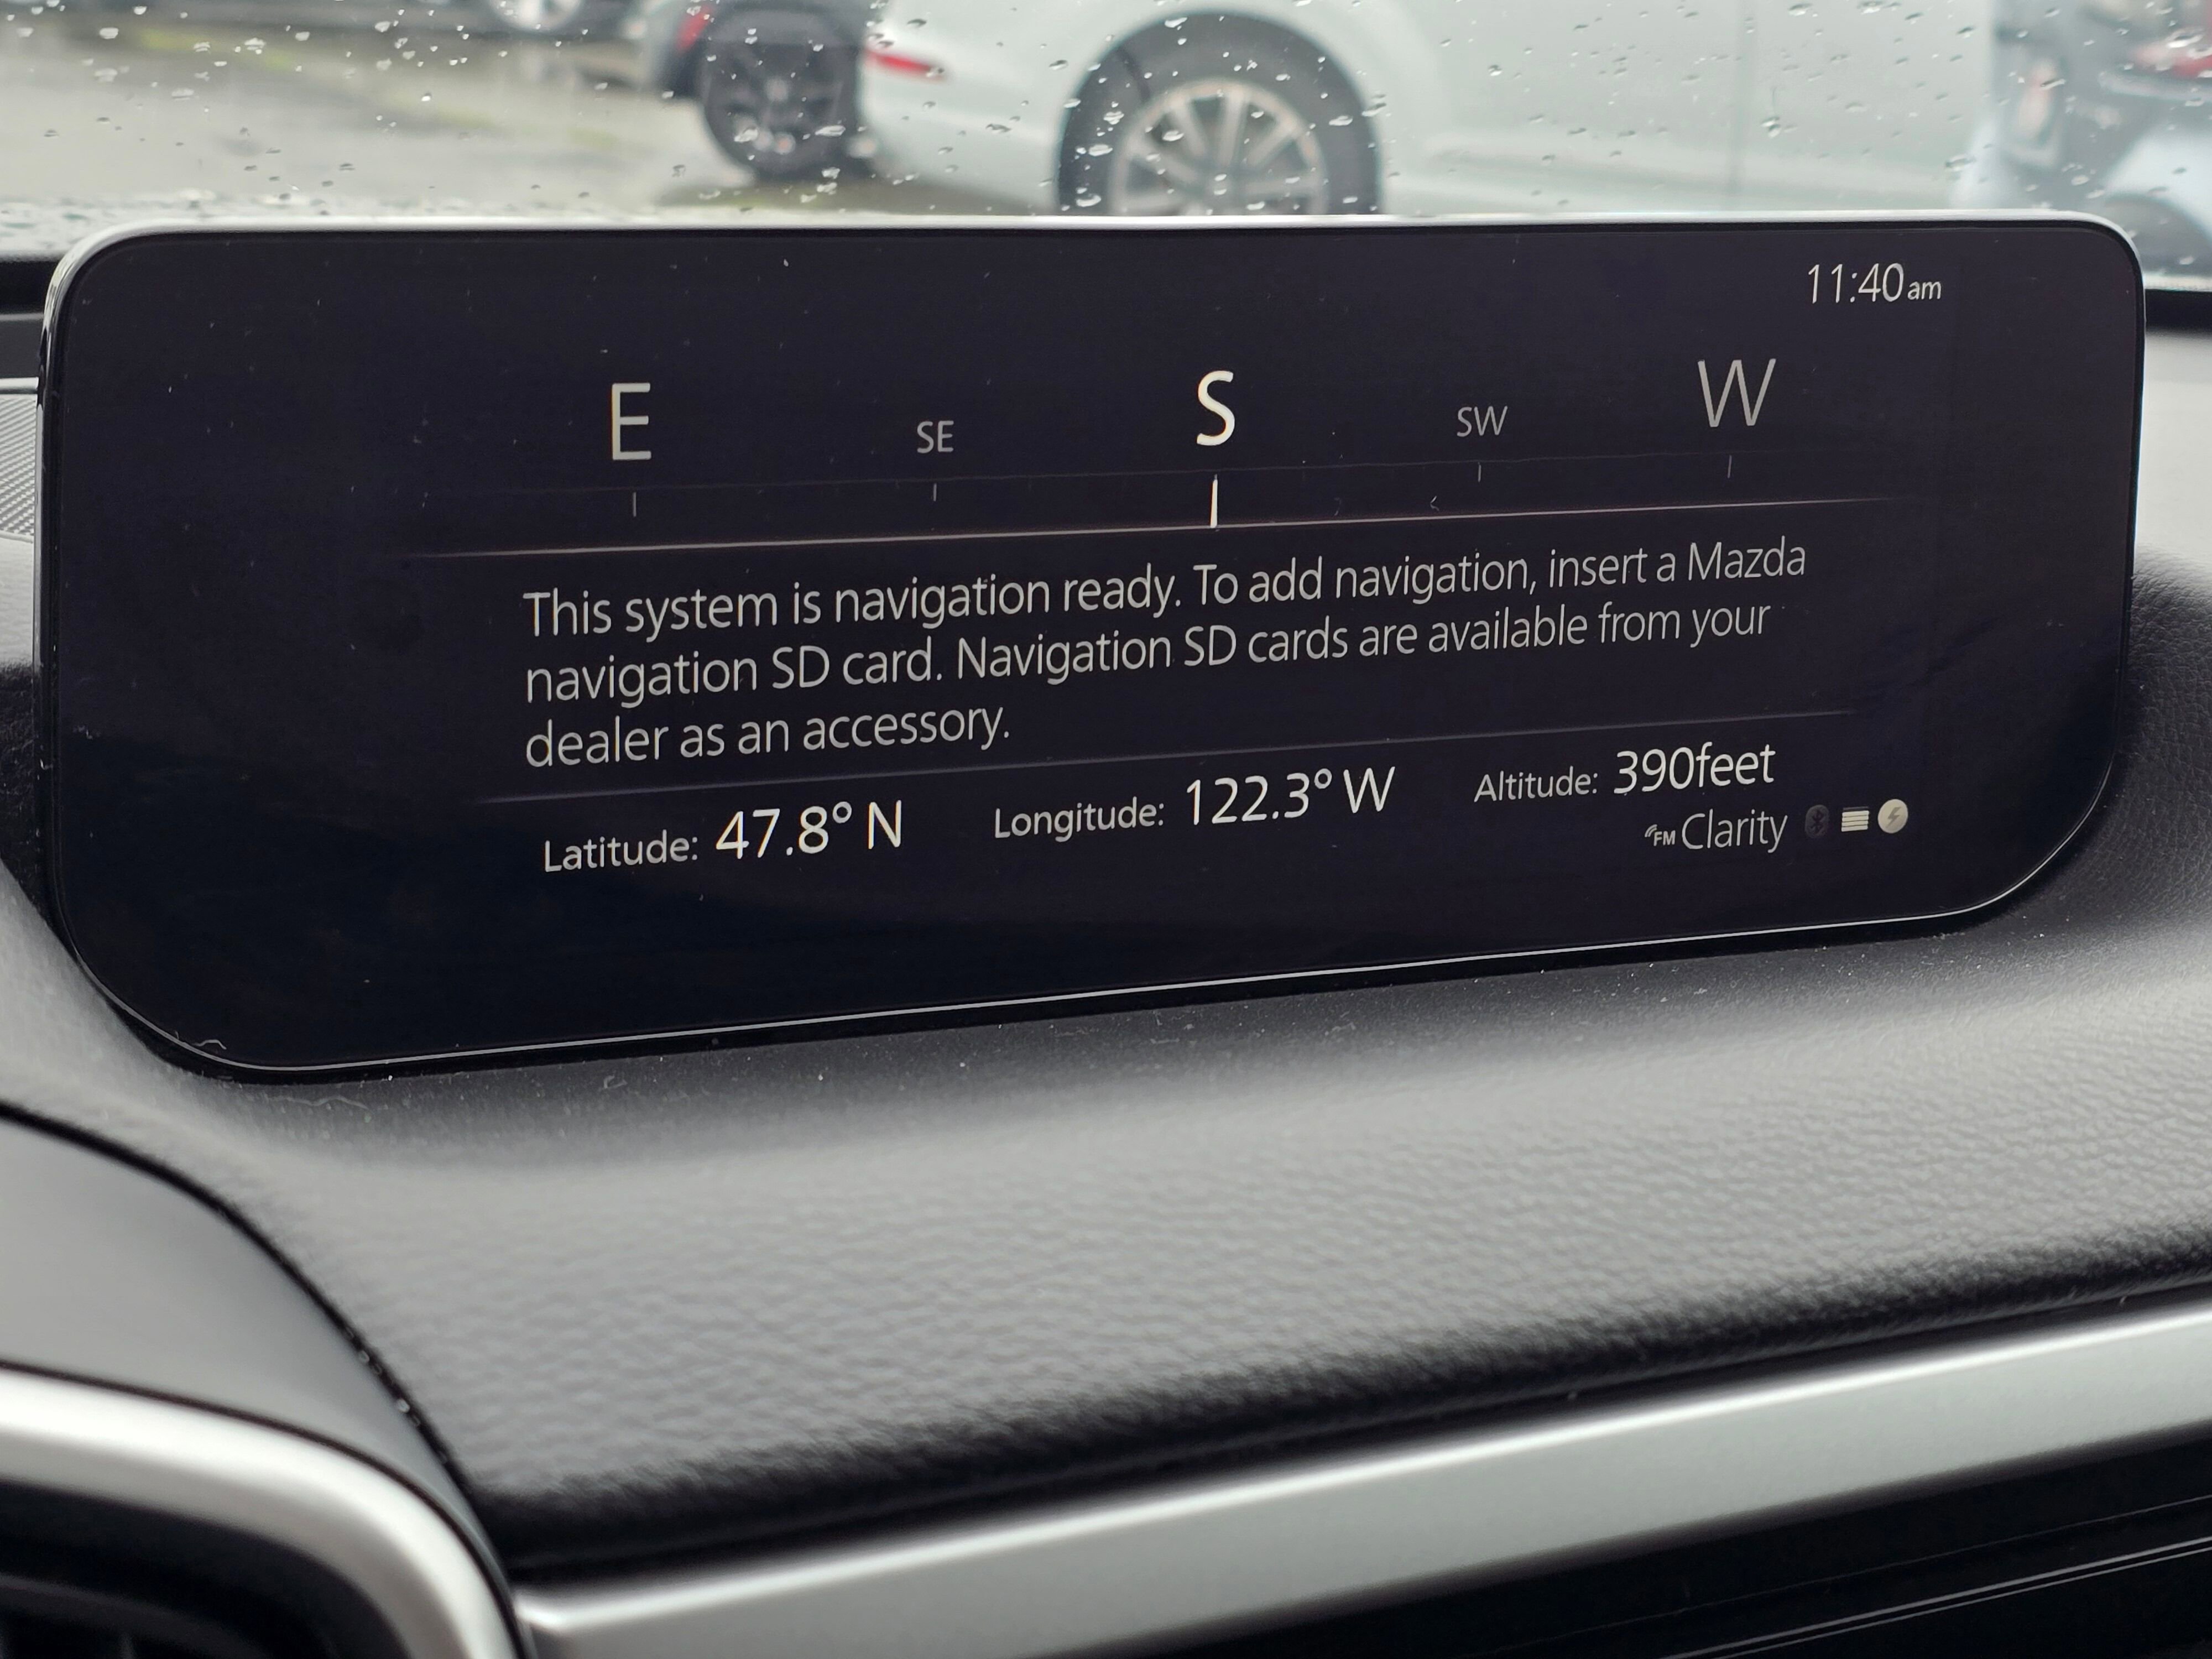 11:40am
E SE S SW W
This system is navigation ready. To add navigation, insert a Mazda
navigation SD card. Navigation SD cards are available from your
dealer as an accessory.
Latitude: 47.8° N Longitude: 122.3° W Altitude: 390feet
FM Clarity